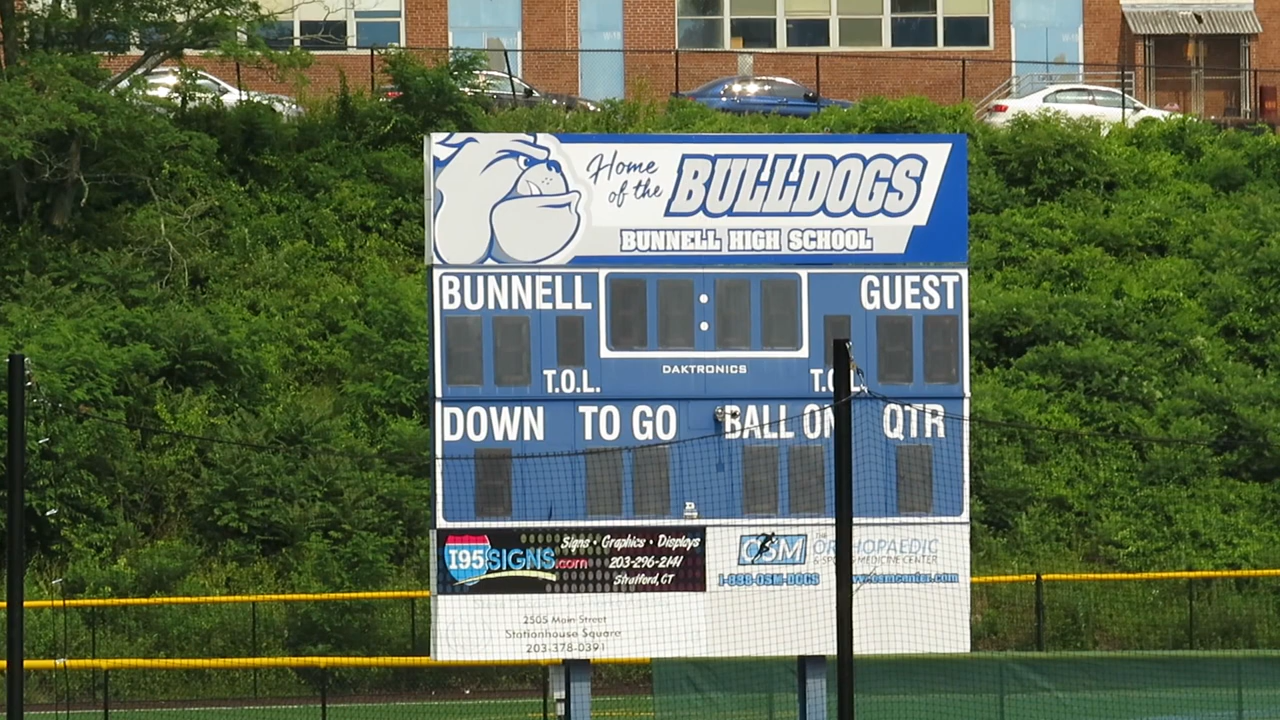 Home
of the
BULLDOGS
BUNNELL HIGH SCHOOL
BUNNELL
GUEST
DAKTRONICS
T.O.L.
T.O.L.
DOWN TO GO BALL ON QTR
I95SIGNS.com
Signs • Graphics • Displays
203-296-2141
Stratford, CT
OSM
THE
ORTHOPAEDIC
& SPORTS MEDICINE CENTER
1-888-OSM-DOGS
www.osmcenter.com
2505 Main Street
Stationhouse Square
203-378-0391